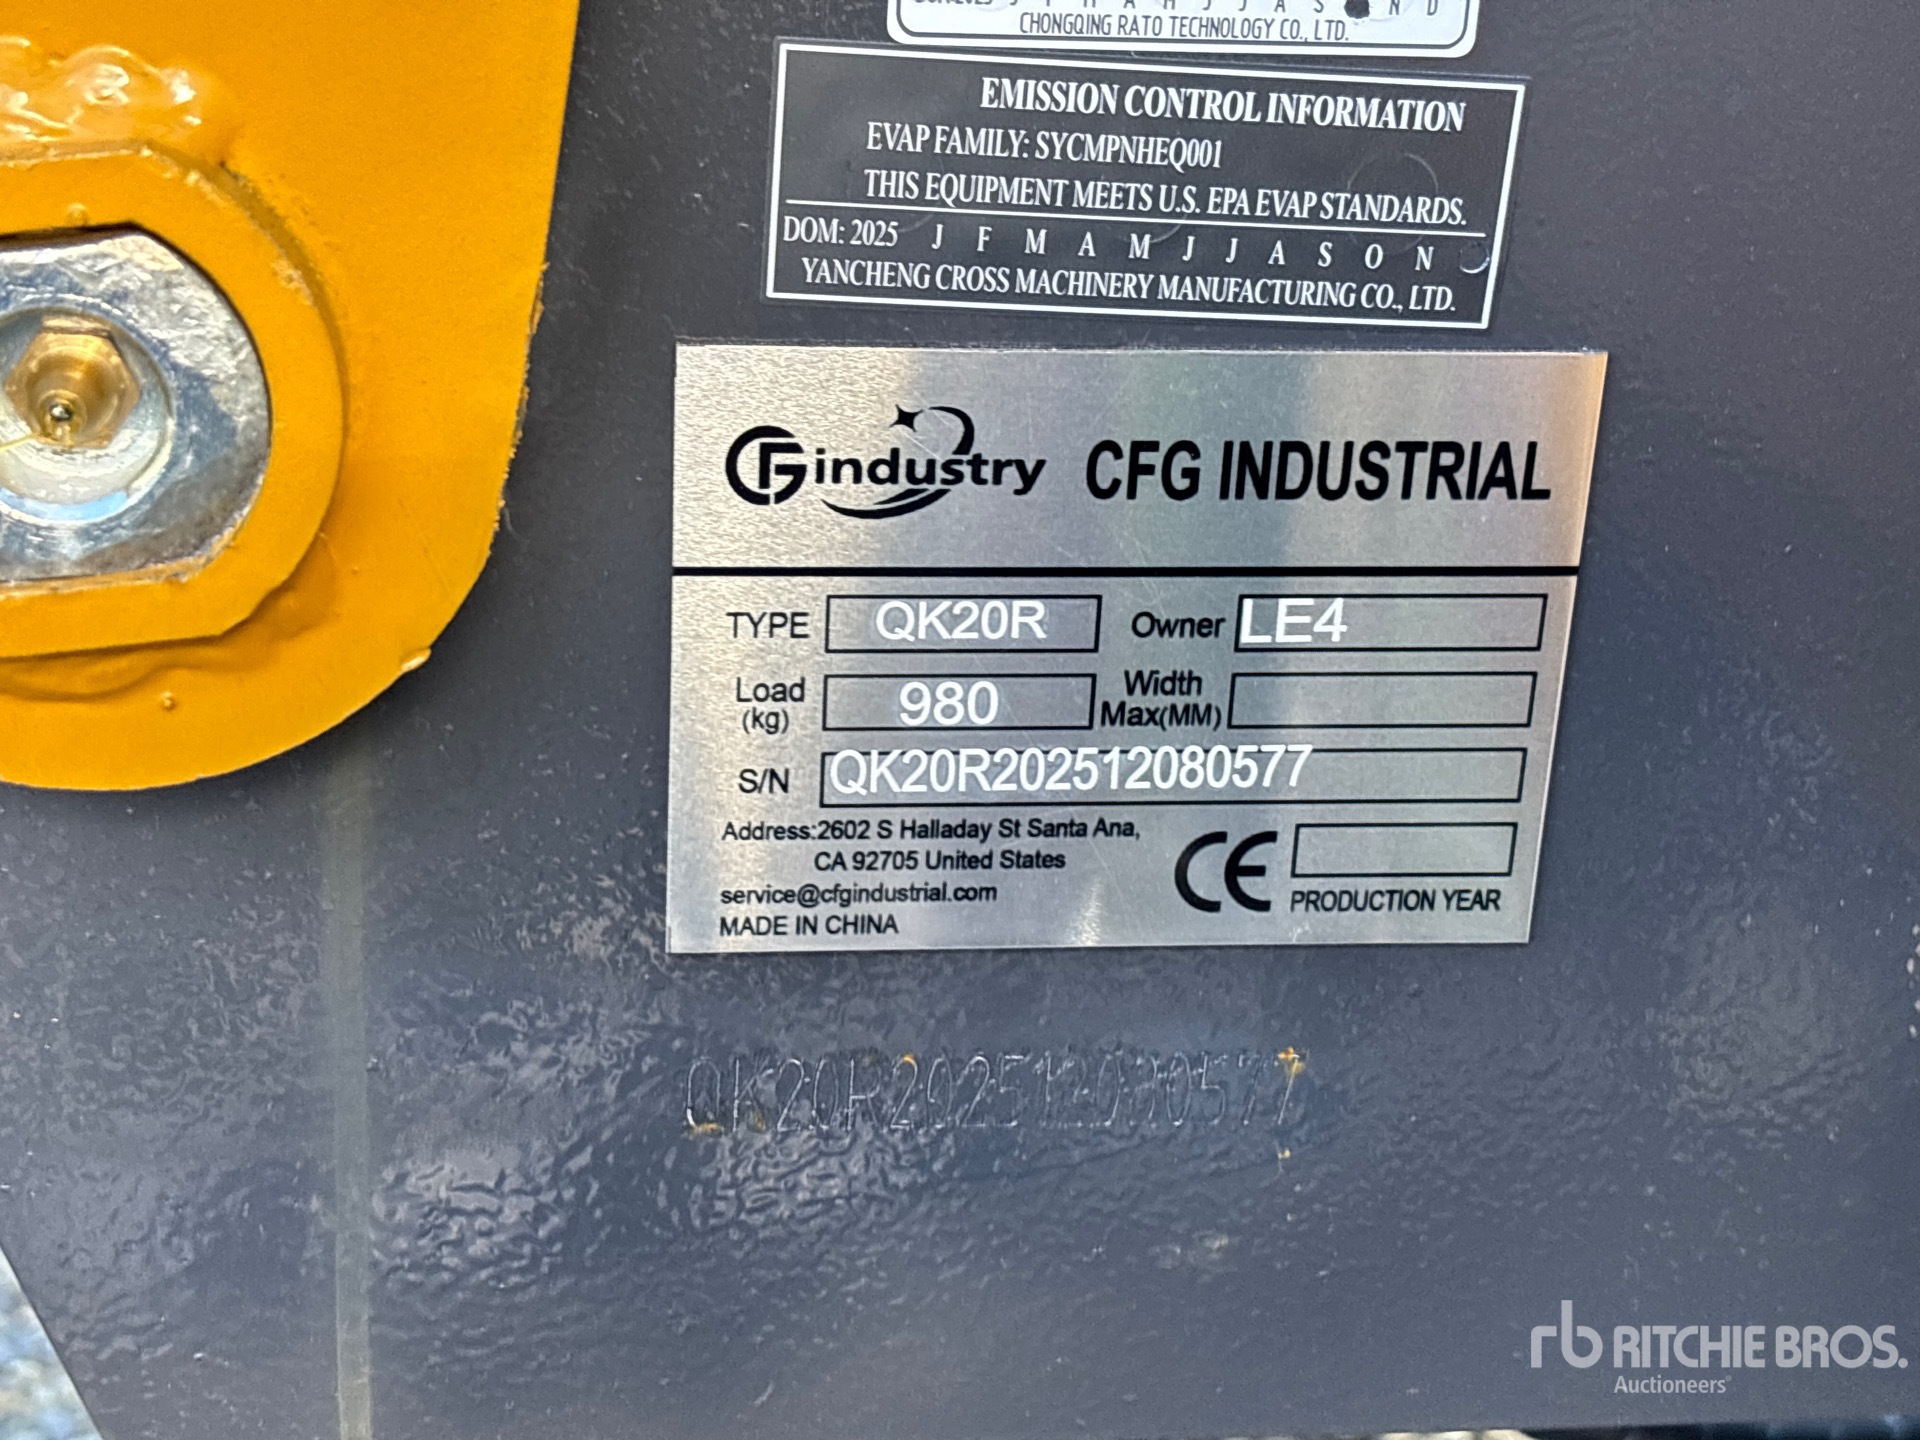 J A S N D
CHONGQING RATO TECHNOLOGY CO., LTD.
EMISSION CONTROL INFORMATION
EVAP FAMILY: SYCMPNHEQ001
THIS EQUIPMENT MEETS U.S. EPA EVAP STANDARDS.
DOM: 2025 J F M A M J J A S O N
YANCHENG CROSS MACHINERY MANUFACTURING CO., LTD.
CFG industry CFG INDUSTRIAL
TYPE QK20R Owner LE4
Load (kg) 980 Width Max(MM)
S/N QK20R202512080577
Address:2602 S Halladay St Santa Ana,
CA 92705 United States
service@cfgindustrial.com
MADE IN CHINA
CE PRODUCTION YEAR
QK20R202512080577
rb RITCHIE BROS.
Auctioneers